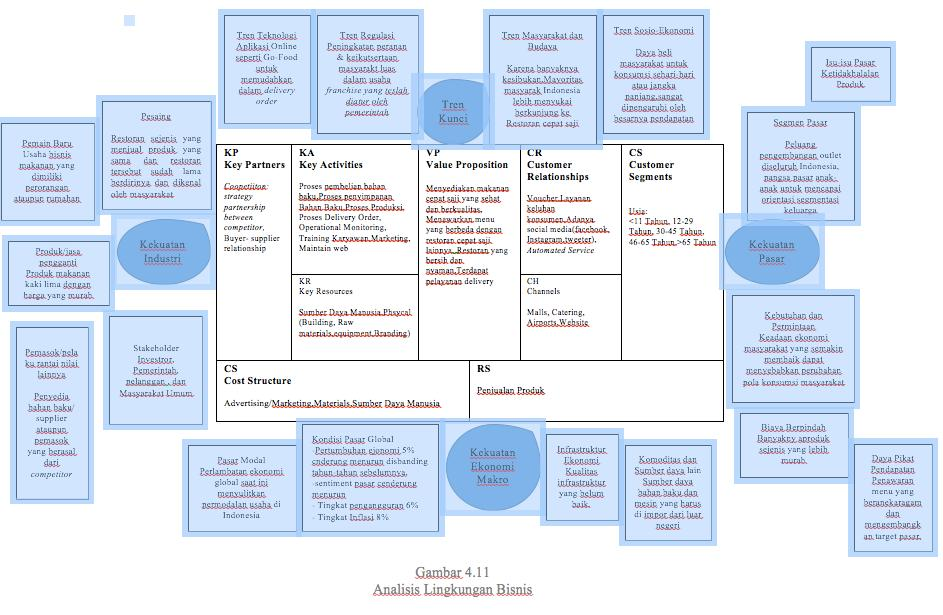 Tren Teknologi
Aplikasi Online
seperti Go-Food
untuk
memudahkan
dalam delivery
order
Tren Regulasi
Peningkatan peranan
& keikutsertaan
masyarakt luas
dalam usaha
franchise yang teslah
diater oleh
pemerintah
Tren
Kunci
Tren Masyarakat dan
Budaya
Karena banyaknya
kesibukan,Mayoritas
masyarak Indonesia
lebih menyukai
berkunjung ke
Restoran cepat saji
Tren Sosio-Ekonomi
Daya beli
masyarakat untuk
konsumsi sehari-hari
atau jangka
panjang,sangat
dipengarubi oleh
besarnya pendapatan
Isu-isu Pasar
Ketidakhalalan
Produk
Pesaing
Restoran sejenis yang
menjual produk yang
sama dan restoran
tersebut sudah lama
berdirinya dan dikenal
oleh masyarakat
Pemain Baru
Usaha bisnis
makanan yang
dimiliki
perorangan
ataupun rumahan
Segmen Pasar
Peluang
pengembangan outlet
diseluruh Indonesia,
pangsa pasar anak-
anak untuk mencapai
orientasi segmentasi
keluarga
Kekuatan
Industri
Kekuatan
Pasar
Produk/jasa
pengganti
Produk makanan
kaki lima dengan
harga yang murah
KP
Key Partners
Coopetiiton:
strategy
partnership
between
competitor,
Buyer- supplier
relationship
KA
Key Activities
Proses pembelian bahan
baku,Proses penyimpanan
Bahan Baku,Proses Produksi,
Proses Delivery Order,
Operational Monitoring,
Training Karyawan,Marketing,
Maintain web
KR
Key Resources
Sumber Daya Manusia,Phsycal
(Building, Raw
materials,equipment,Branding)
VP
Value Proposition
Menyediakan makanan
cepat saji yang sehat
dan berkualitas,
Menawarkan menu
yang berbeda dengan
restoran cepat saji
lainnya, Restoran yang
bersih dan
nyaman,Terdapat
pelayanan delivery
CR
Customer
Relationships
Voucher,Layanan
keluhan
konsumen,Adanya
social media(facebook,
Instagram,tweeter),
Automated Service
CH
Channels
Malls, Catering,
Airports,Website
CS
Customer
Segments
Usia:
<11 Tahun, 12-29
Tahun, 30-45 Tahun,
46-65 Tahun,>65 Tahun
CS
Cost Structure
Advertising/Marketing,Materials,Sumber Daya Manusia
RS
Penjualan Produk
Pemasok/pela
ku rantai nilai
lainnya
Penyedia
bahan baku/
supplier
ataupun
pemasok
yang berasal
dari
competitor
Stakeholder
Investror,
Pemerintah,
pelanggan , dan
Masyarakat Umum
Kebutuhan dan
Permintaan
Keadaan ekonomi
masyarakat yang semakin
membaik dapat
menyebabkan perubahan
pola konsumsi masyarakat
Biaya Berpindah
Banyakny aproduk
sejenis yang lebih
murah
Daya Pikat
Pendapatan
Penawaran
menu yang
beranekaragam
dan
mengembangk
an target pasar
Pasar Modal
Perlambatan ekonomi
global saat ini
menyulitkan
permodalan usaha di
Indonesia
Kondisi Pasar Global
-Pertumbuhan ejonomi 5%
cnderung menurun disbanding
tahun-tahun sebelumnya,
-sentiment pasar cenderung
menurun
- Tingkat pengangguran 6%
- Tingkat Inflasi 8%
Kekuatan
Ekonomi
Makro
Infrastruktur
Ekonomi
Kualitas
infrastruktur
yang belum
baik
Komoditas dan
Sumber daya lain
Sumber daya
bahan baku dan
mesin yang harus
di impor dari luar
negeri
Gambar 4.11
Analisis Lingkungan Bisnis